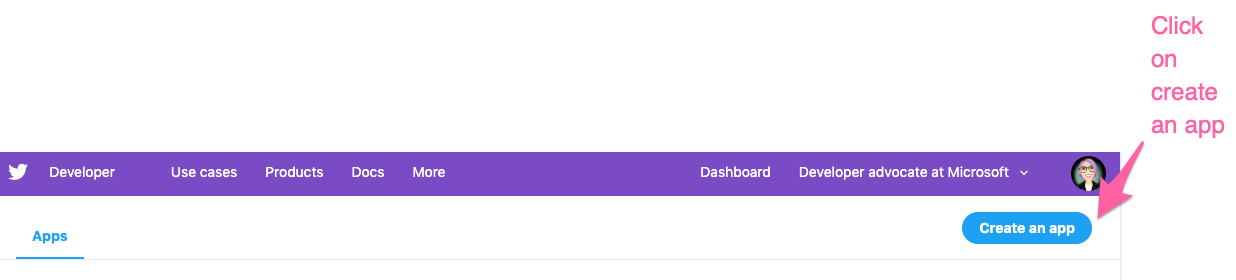 Click
on
create
an app
Developer Use cases Products Docs More Dashboard Developer advocate at Microsoft
Apps
Create an app